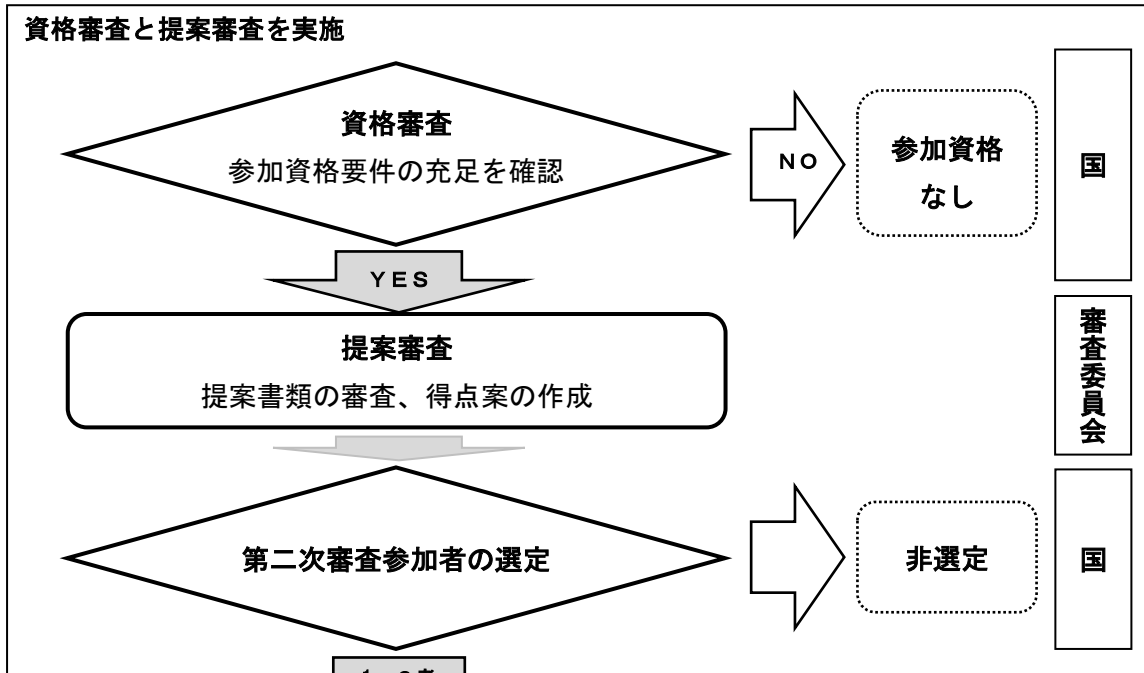 資格審査と提案審査を実施
資格審査
参加資格要件の充足を確認
NO
参加資格
なし
国
YES
提案審査
提案書類の審査、得点案の作成
審査委員会
第二次審査参加者の選定
非選定
国